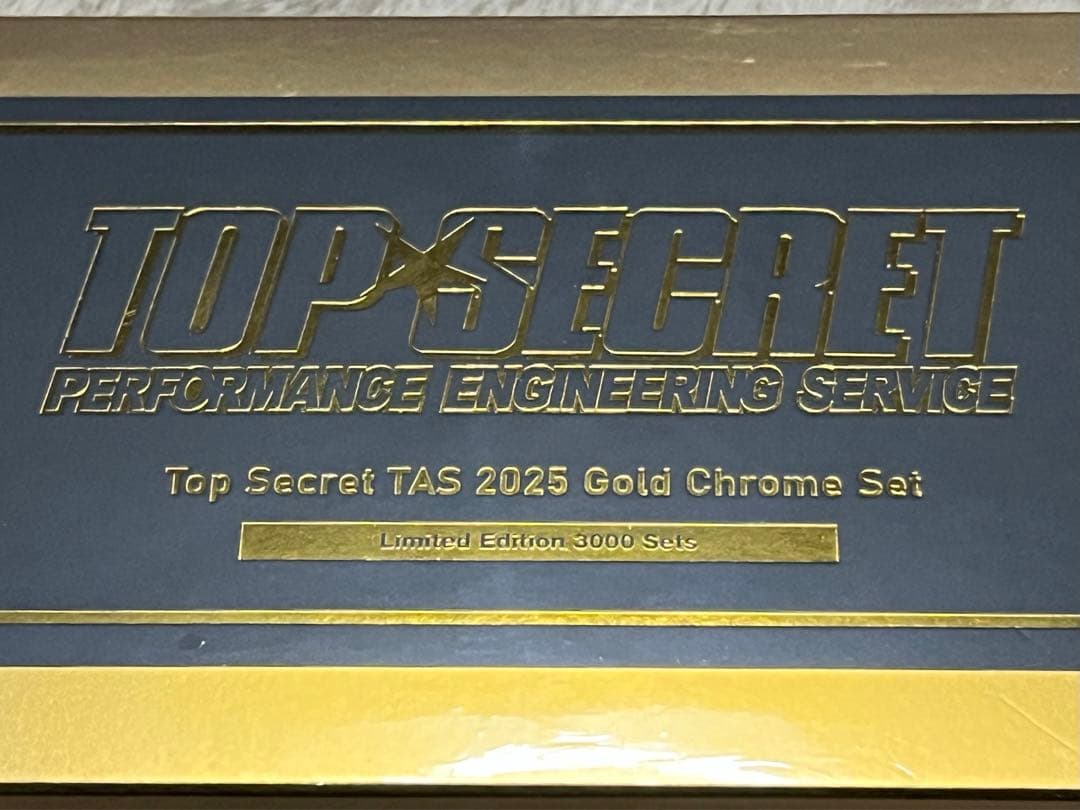 TOP SECRET
PERFORMANCE ENGINEERING SERVICE
Top Secret TAS 2025 Gold Chrome Set
Limited Edition 3000 Sets